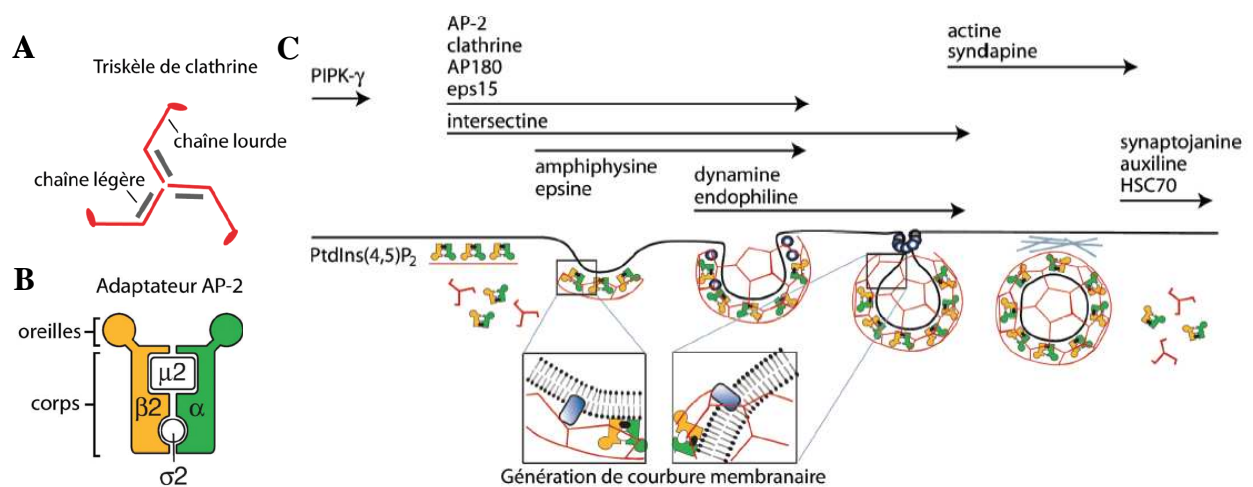 A
Triskèle de clathrine
chaîne lourde
chaîne légère
B
Adaptateur AP-2
oreilles
corps
μ2
β2
α
σ2
C
PIPK-γ
AP-2
clathrine
AP180
eps15
intersectine
amphiphysine
epsine
dynamine
endophiline
actine
syndapine
synaptojanine
auxiline
HSC70
PtdIns(4,5)P₂
Génération de courbure membranaire